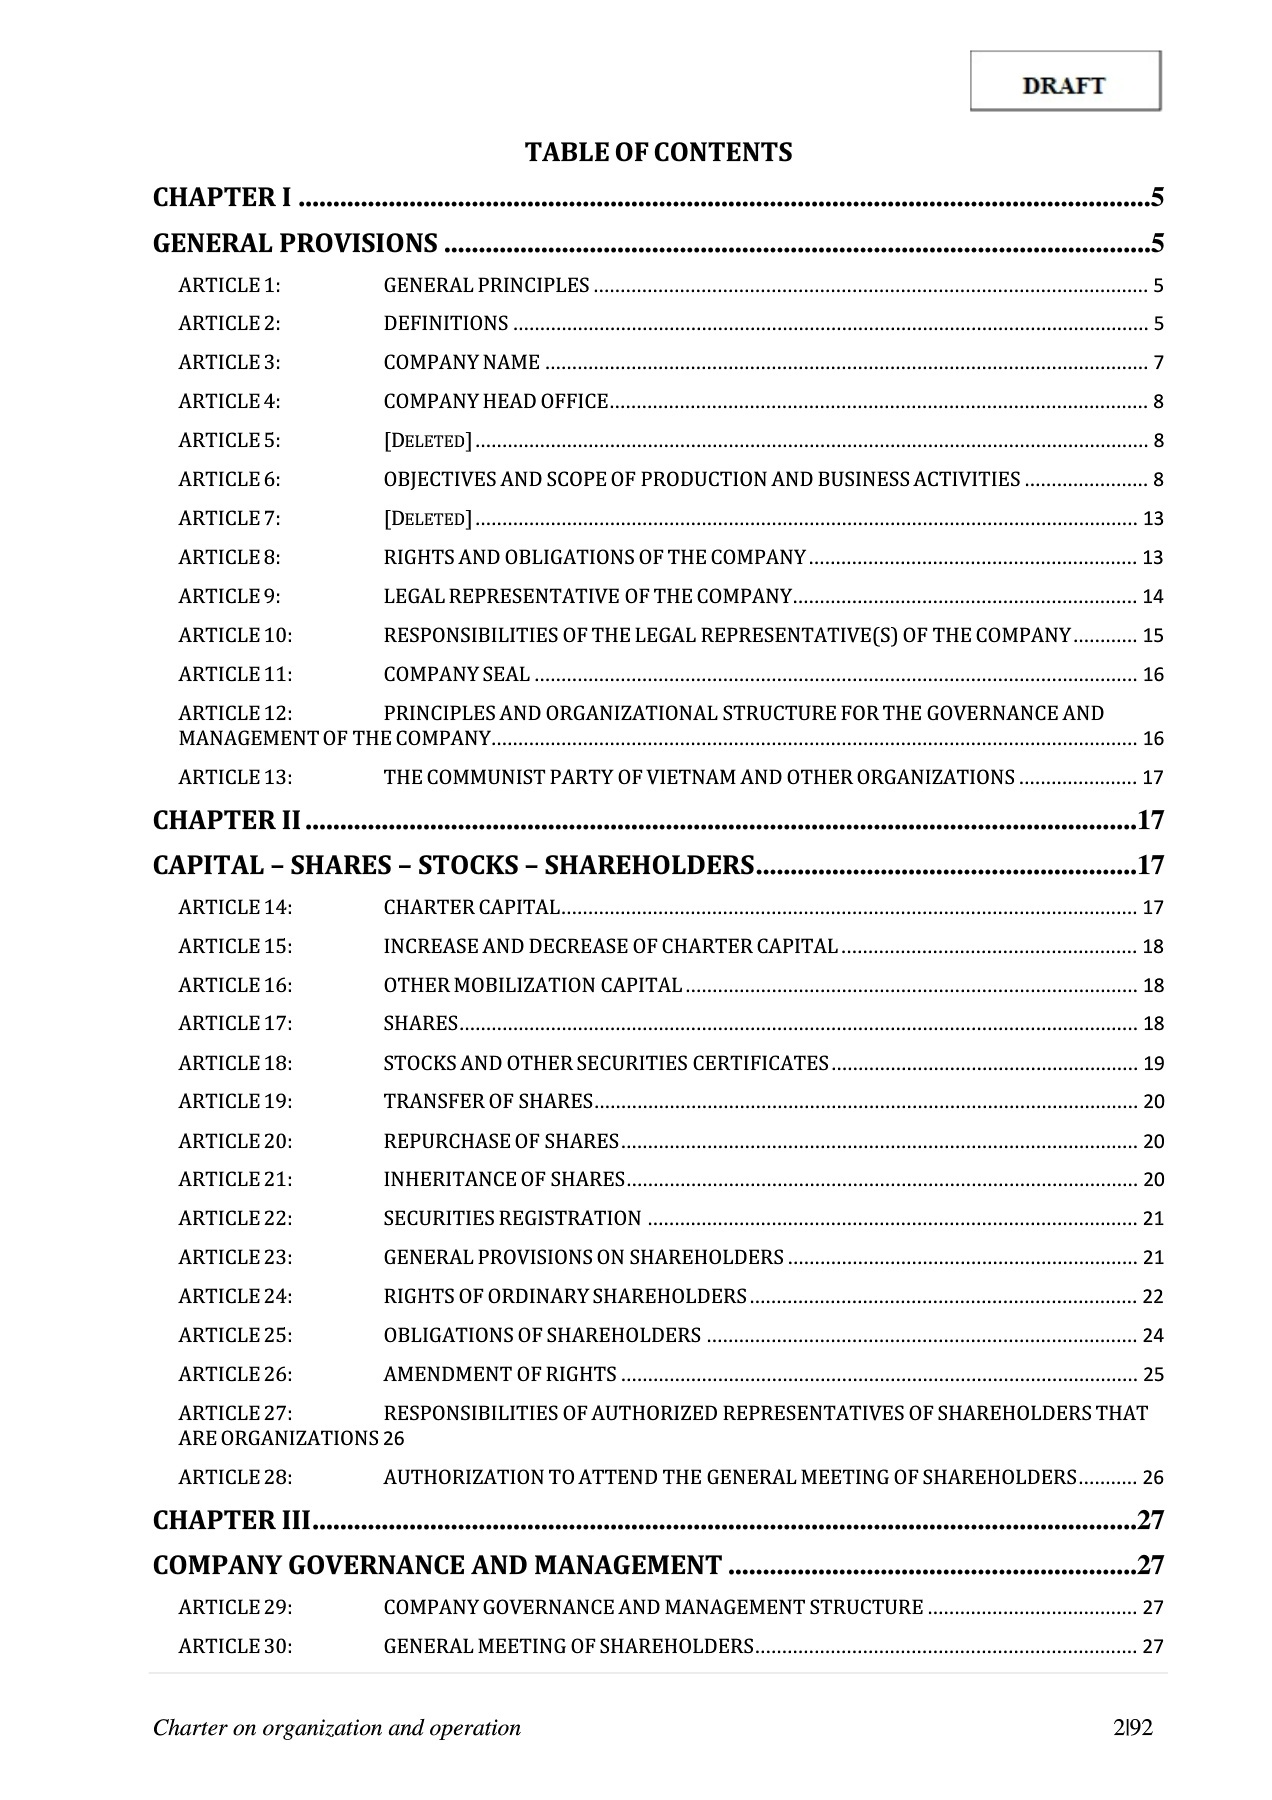 DRAFT
TABLE OF CONTENTS
CHAPTER I ........................................................................................................................5
GENERAL PROVISIONS ....................................................................................................5
ARTICLE 1: GENERAL PRINCIPLES ........................................................................................................ 5
ARTICLE 2: DEFINITIONS ........................................................................................................................ 5
ARTICLE 3: COMPANY NAME .................................................................................................................. 7
ARTICLE 4: COMPANY HEAD OFFICE...................................................................................................... 8
ARTICLE 5: [DELETED] ............................................................................................................................... 8
ARTICLE 6: OBJECTIVES AND SCOPE OF PRODUCTION AND BUSINESS ACTIVITIES ....................... 8
ARTICLE 7: [DELETED] ............................................................................................................................. 13
ARTICLE 8: RIGHTS AND OBLIGATIONS OF THE COMPANY .............................................................. 13
ARTICLE 9: LEGAL REPRESENTATIVE OF THE COMPANY................................................................. 14
ARTICLE 10: RESPONSIBILITIES OF THE LEGAL REPRESENTATIVE(S) OF THE COMPANY ............ 15
ARTICLE 11: COMPANY SEAL .................................................................................................................. 16
ARTICLE 12: PRINCIPLES AND ORGANIZATIONAL STRUCTURE FOR THE GOVERNANCE AND
MANAGEMENT OF THE COMPANY.......................................................................................................................... 16
ARTICLE 13: THE COMMUNIST PARTY OF VIETNAM AND OTHER ORGANIZATIONS ...................... 17
CHAPTER II ........................................................................................................................17
CAPITAL – SHARES – STOCKS – SHAREHOLDERS.......................................................17
ARTICLE 14: CHARTER CAPITAL............................................................................................................. 17
ARTICLE 15: INCREASE AND DECREASE OF CHARTER CAPITAL ........................................................ 18
ARTICLE 16: OTHER MOBILIZATION CAPITAL ..................................................................................... 18
ARTICLE 17: SHARES................................................................................................................................ 18
ARTICLE 18: STOCKS AND OTHER SECURITIES CERTIFICATES .......................................................... 19
ARTICLE 19: TRANSFER OF SHARES....................................................................................................... 20
ARTICLE 20: REPURCHASE OF SHARES.................................................................................................. 20
ARTICLE 21: INHERITANCE OF SHARES................................................................................................. 20
ARTICLE 22: SECURITIES REGISTRATION ............................................................................................. 21
ARTICLE 23: GENERAL PROVISIONS ON SHAREHOLDERS .................................................................. 21
ARTICLE 24: RIGHTS OF ORDINARY SHAREHOLDERS ......................................................................... 22
ARTICLE 25: OBLIGATIONS OF SHAREHOLDERS ................................................................................. 24
ARTICLE 26: AMENDMENT OF RIGHTS .................................................................................................. 25
ARTICLE 27: RESPONSIBILITIES OF AUTHORIZED REPRESENTATIVES OF SHAREHOLDERS THAT
ARE ORGANIZATIONS 26
ARTICLE 28: AUTHORIZATION TO ATTEND THE GENERAL MEETING OF SHAREHOLDERS........... 26
CHAPTER III.......................................................................................................................27
COMPANY GOVERNANCE AND MANAGEMENT ...........................................................27
ARTICLE 29: COMPANY GOVERNANCE AND MANAGEMENT STRUCTURE ....................................... 27
ARTICLE 30: GENERAL MEETING OF SHAREHOLDERS........................................................................ 27
Charter on organization and operation 2|92